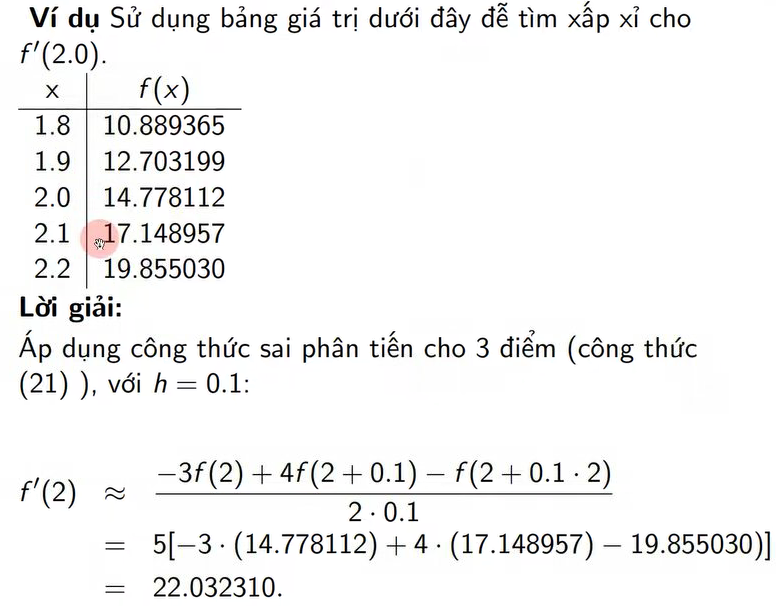 Ví dụ Sử dụng bảng giá trị dưới đây để tìm xấp xỉ cho
f′(2.0).
x f(x)
1.8 10.889365
1.9 12.703199
2.0 14.778112
2.1 17.148957
2.2 19.855030
Lời giải:
Áp dụng công thức sai phân tiến cho 3 điểm (công thức
(21) ), với h = 0.1:
f′(2) ≈ −3f(2) + 4f(2 + 0.1) − f(2 + 0.1 · 2)
2 · 0.1
= 5[−3 · (14.778112) + 4 · (17.148957) − 19.855030)]
= 22.032310.